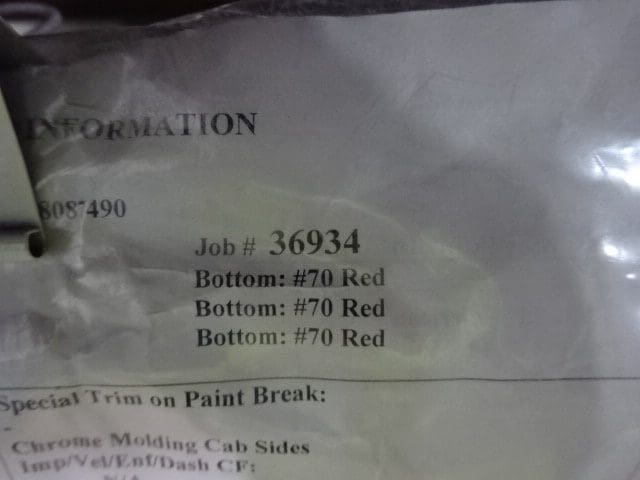 INFORMATION
808 490
Job # 36934
Bottom: #70 Red
Bottom: #70 Red
Bottom: #70 Red
Special Trim on Paint Break:
-
Chrome Molding Cab Sides
Imp/Vel/Enf/Dash CF:
N/A